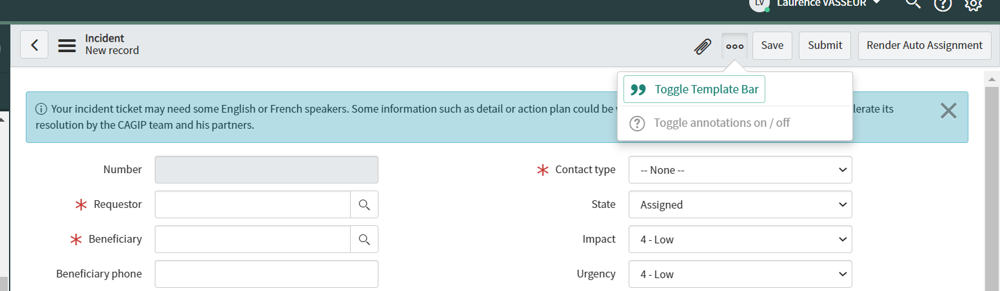 LV Laurence VASSEUR
Incident
New record
Save Submit Render Auto Assignment
Toggle Template Bar
Toggle annotations on / off
Your incident ticket may need some English or French speakers. Some information such as detail or action plan could be
resolution by the CAGIP team and his partners.
its
Number
* Requestor
* Beneficiary
Beneficiary phone
* Contact type -- None --
State Assigned
Impact 4 - Low
Urgency 4 - Low